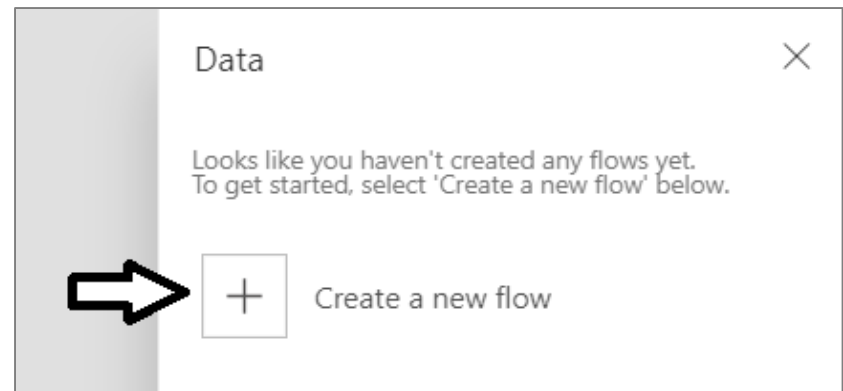 Data
Looks like you haven't created any flows yet.
To get started, select 'Create a new flow' below.
Create a new flow